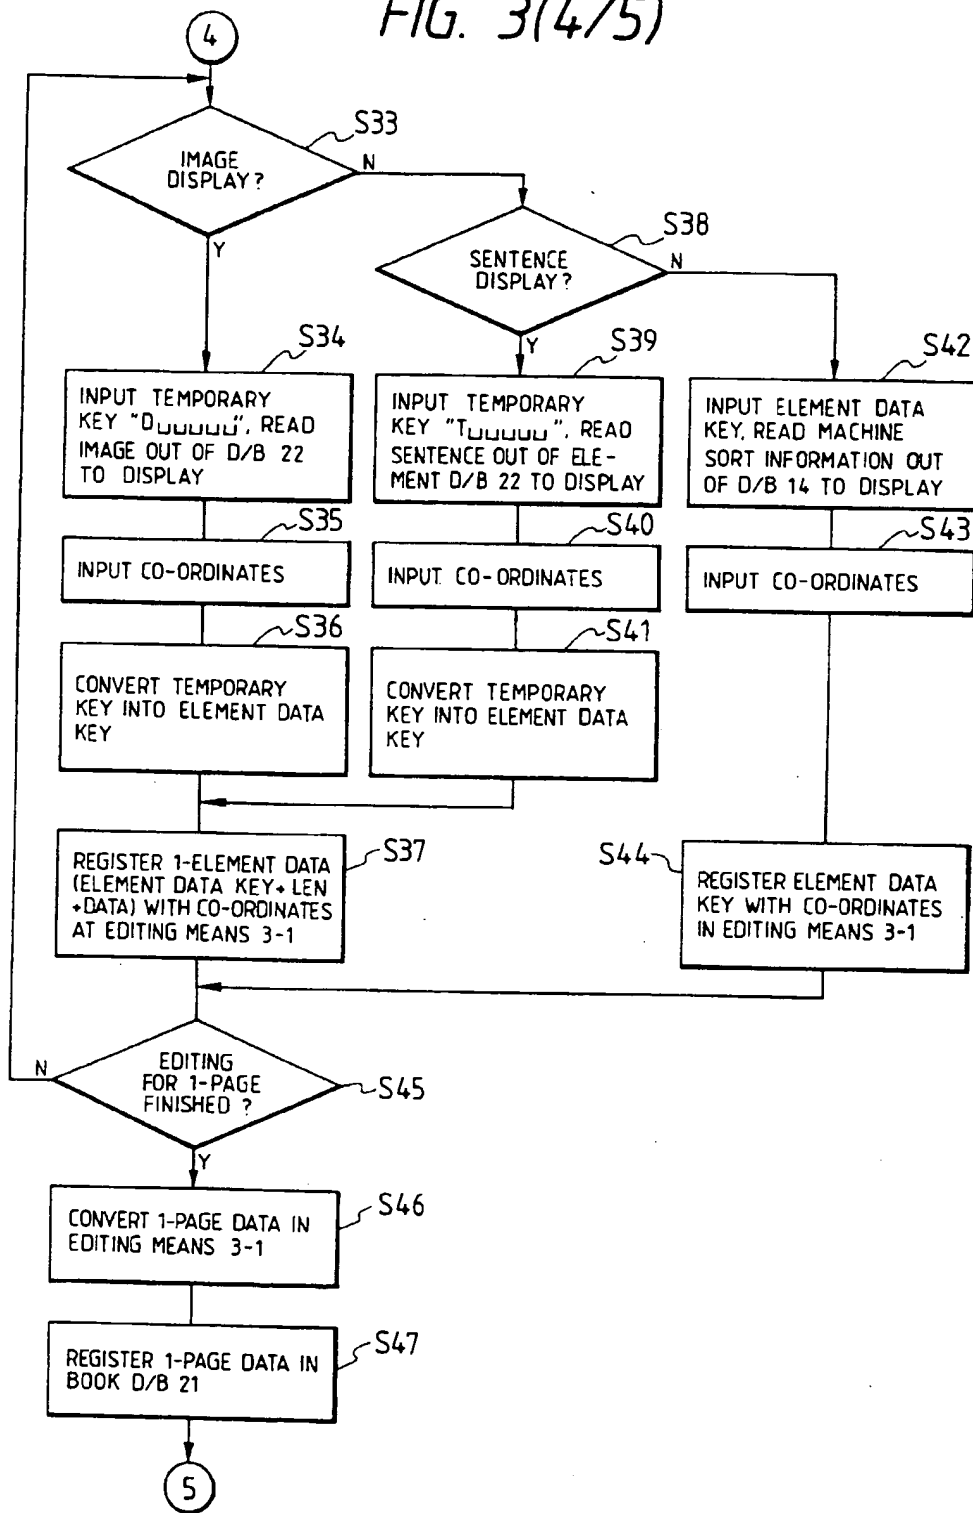 FIG. 3(4/5)
4
S33
IMAGE
DISPLAY?
N
Y
S38
SENTENCE
DISPLAY?
N
Y
S34
INPUT TEMPORARY
KEY "D␣␣␣␣␣", READ
IMAGE OUT OF D/B 22
TO DISPLAY
S39
INPUT TEMPORARY
KEY "T␣␣␣␣␣", READ
SENTENCE OUT OF ELE-
MENT D/B 22 TO DISPLAY
S42
INPUT ELEMENT DATA
KEY, READ MACHINE
SORT INFORMATION OUT
OF D/B 14 TO DISPLAY
S35
INPUT CO-ORDINATES
S40
INPUT CO-ORDINATES
S43
INPUT CO-ORDINATES
S36
CONVERT TEMPORARY
KEY INTO ELEMENT DATA
KEY
S41
CONVERT TEMPORARY
KEY INTO ELEMENT DATA
KEY
S37
REGISTER 1-ELEMENT DATA
(ELEMENT DATA KEY+LEN
+DATA) WITH CO-ORDINATES
AT EDITING MEANS 3-1
S44
REGISTER ELEMENT DATA
KEY WITH CO-ORDINATES
IN EDITING MEANS 3-1
S45
EDITING
FOR 1-PAGE
FINISHED ?
N
Y
S46
CONVERT 1-PAGE DATA IN
EDITING MEANS 3-1
S47
REGISTER 1-PAGE DATA IN
BOOK D/B 21
5